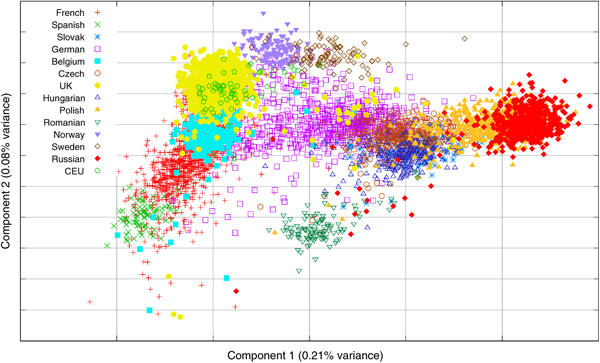 French
Spanish
Slovak
German
Belgium
Czech
UK
Hungarian
Polish
Romanian
Norway
Sweden
Russian
CEU
Component 2 (0.08% variance)
Component 1 (0.21% variance)